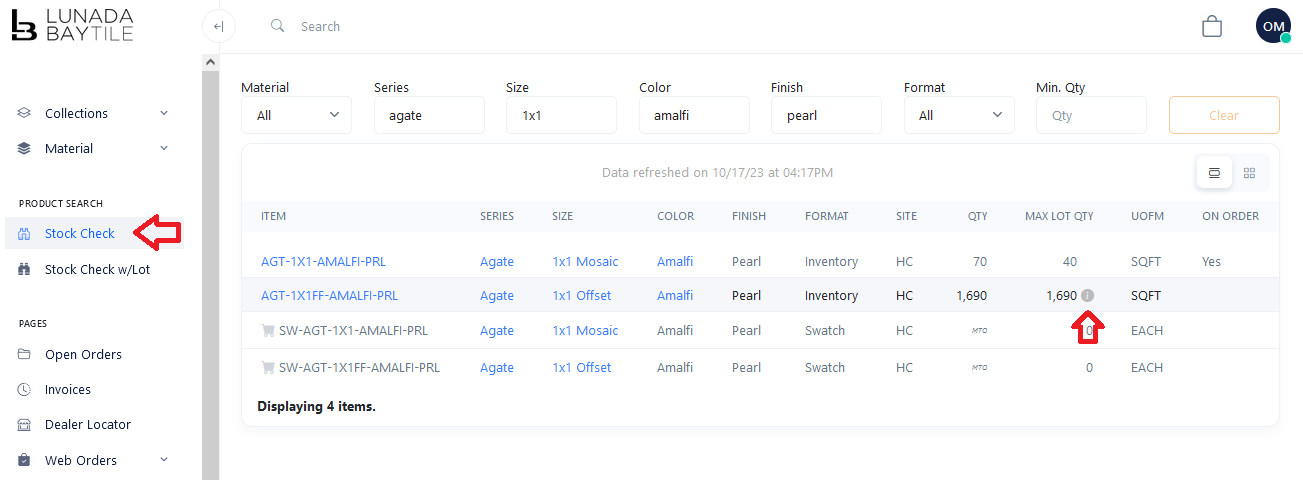 LUNADA
BAYTILE
Search
OM
Collections
Material
PRODUCT SEARCH
Stock Check
Stock Check w/Lot
PAGES
Open Orders
Invoices
Dealer Locator
Web Orders
Material Series Size Color Finish Format Min. Qty
All agate 1x1 amalfi pearl All Qty Clear
Data refreshed on 10/17/23 at 04:17PM
ITEM SERIES SIZE COLOR FINISH FORMAT SITE QTY MAX LOT QTY UOFM ON ORDER
AGT-1X1-AMALFI-PRL Agate 1x1 Mosaic Amalfi Pearl Inventory HC 70 40 SQFT Yes
AGT-1X1FF-AMALFI-PRL Agate 1x1 Offset Amalfi Pearl Inventory HC 1,690 1,690 SQFT
SW-AGT-1X1-AMALFI-PRL Agate 1x1 Mosaic Amalfi Pearl Swatch HC MTO 0 EACH
SW-AGT-1X1FF-AMALFI-PRL Agate 1x1 Offset Amalfi Pearl Swatch HC MTO 0 EACH
Displaying 4 items.